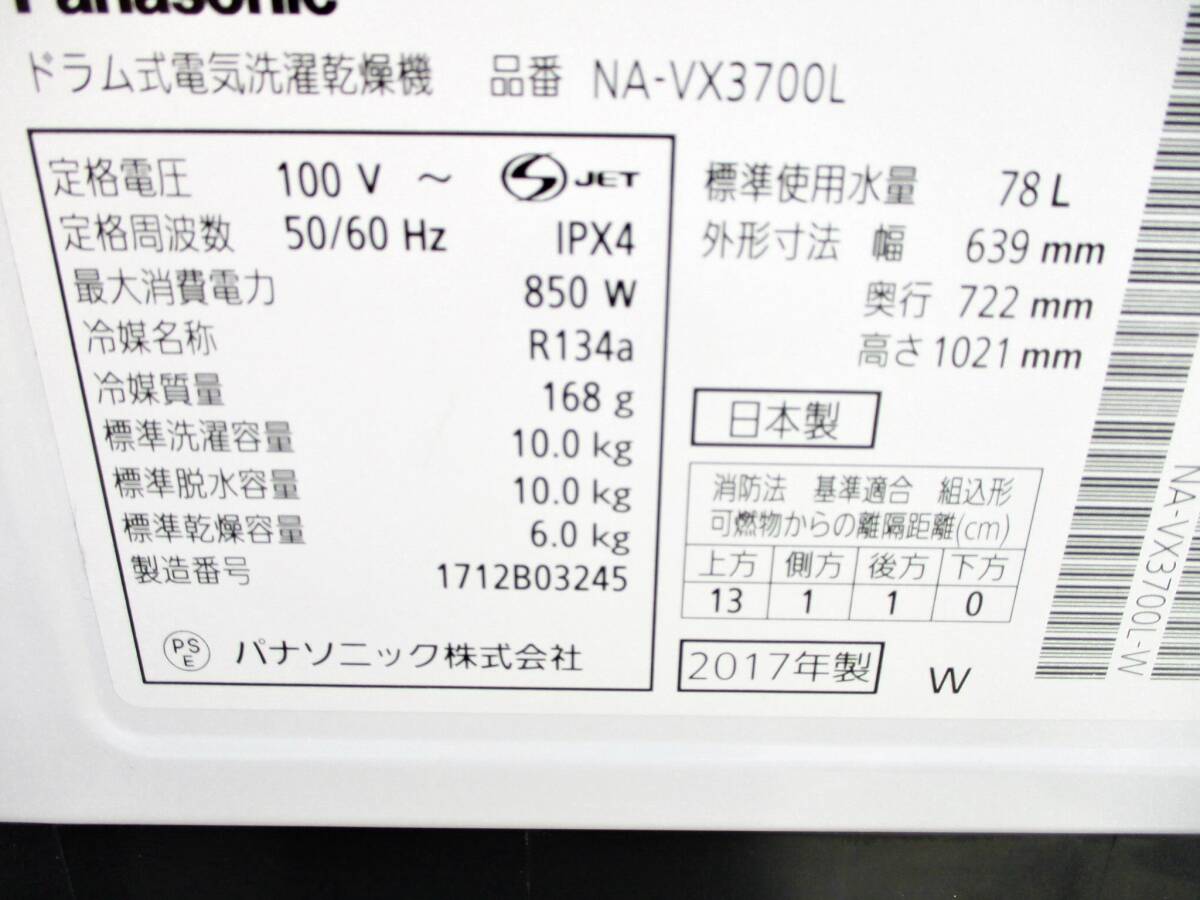 Panasonic
ドラム式電気洗濯乾燥機 品番 NA-VX3700L
定格電圧 100 V ～ JET
定格周波数 50/60 Hz IPX4
最大消費電力 850 W
冷媒名称 R134a
冷媒質量 168 g
標準洗濯容量 10.0 kg
標準脱水容量 10.0 kg
標準乾燥容量 6.0 kg
製造番号 1712B03245
PS E パナソニック株式会社
標準使用水量 78 L
外形寸法 幅 639 mm
奥行 722 mm
高さ 1021 mm
日本製
消防法 基準適合 組込形
可燃物からの離隔距離(cm)
上方 側方 後方 下方
13 1 1 0
2017年製 W
NA-VX3700L-W